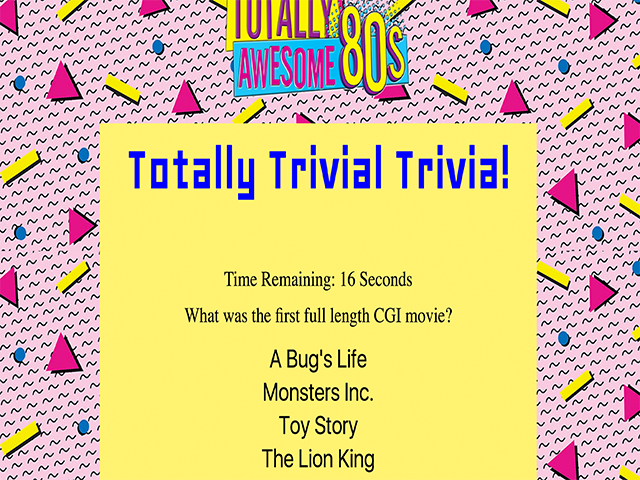 TOTALLY
AWESOME 80s
Totally Trivial Trivia!
Time Remaining: 16 Seconds
What was the first full length CGI movie?
A Bug's Life
Monsters Inc.
Toy Story
The Lion King